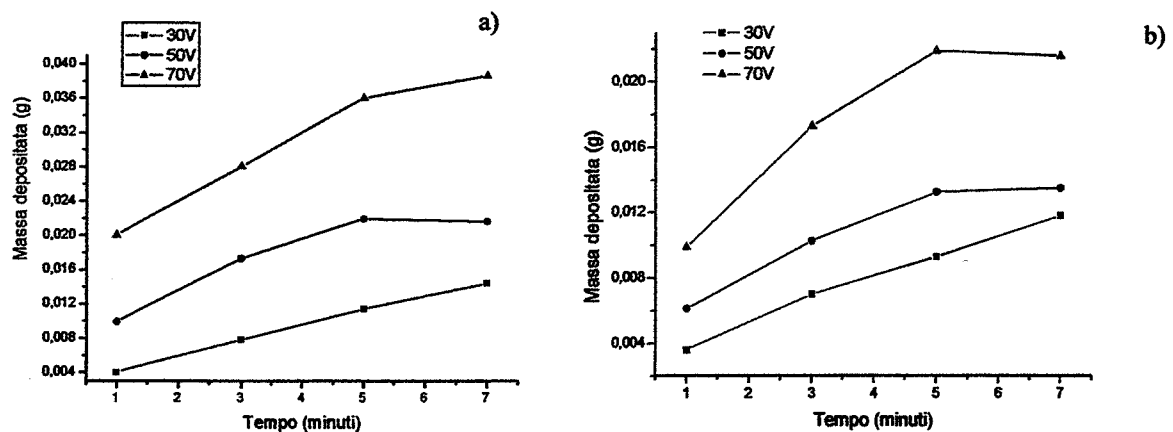 a)
30V
50V
70V
0,040
0,036
0,032
0,028
0,024
0,020
0,016
0,012
0,008
0,004
Massa depositata (g)
1 2 3 4 5 6 7
Tempo (minuti)
b)
30V
50V
70V
0,020
0,016
0,012
0,008
0,004
Massa depositata (g)
1 2 3 4 5 6 7
Tempo (minuti)